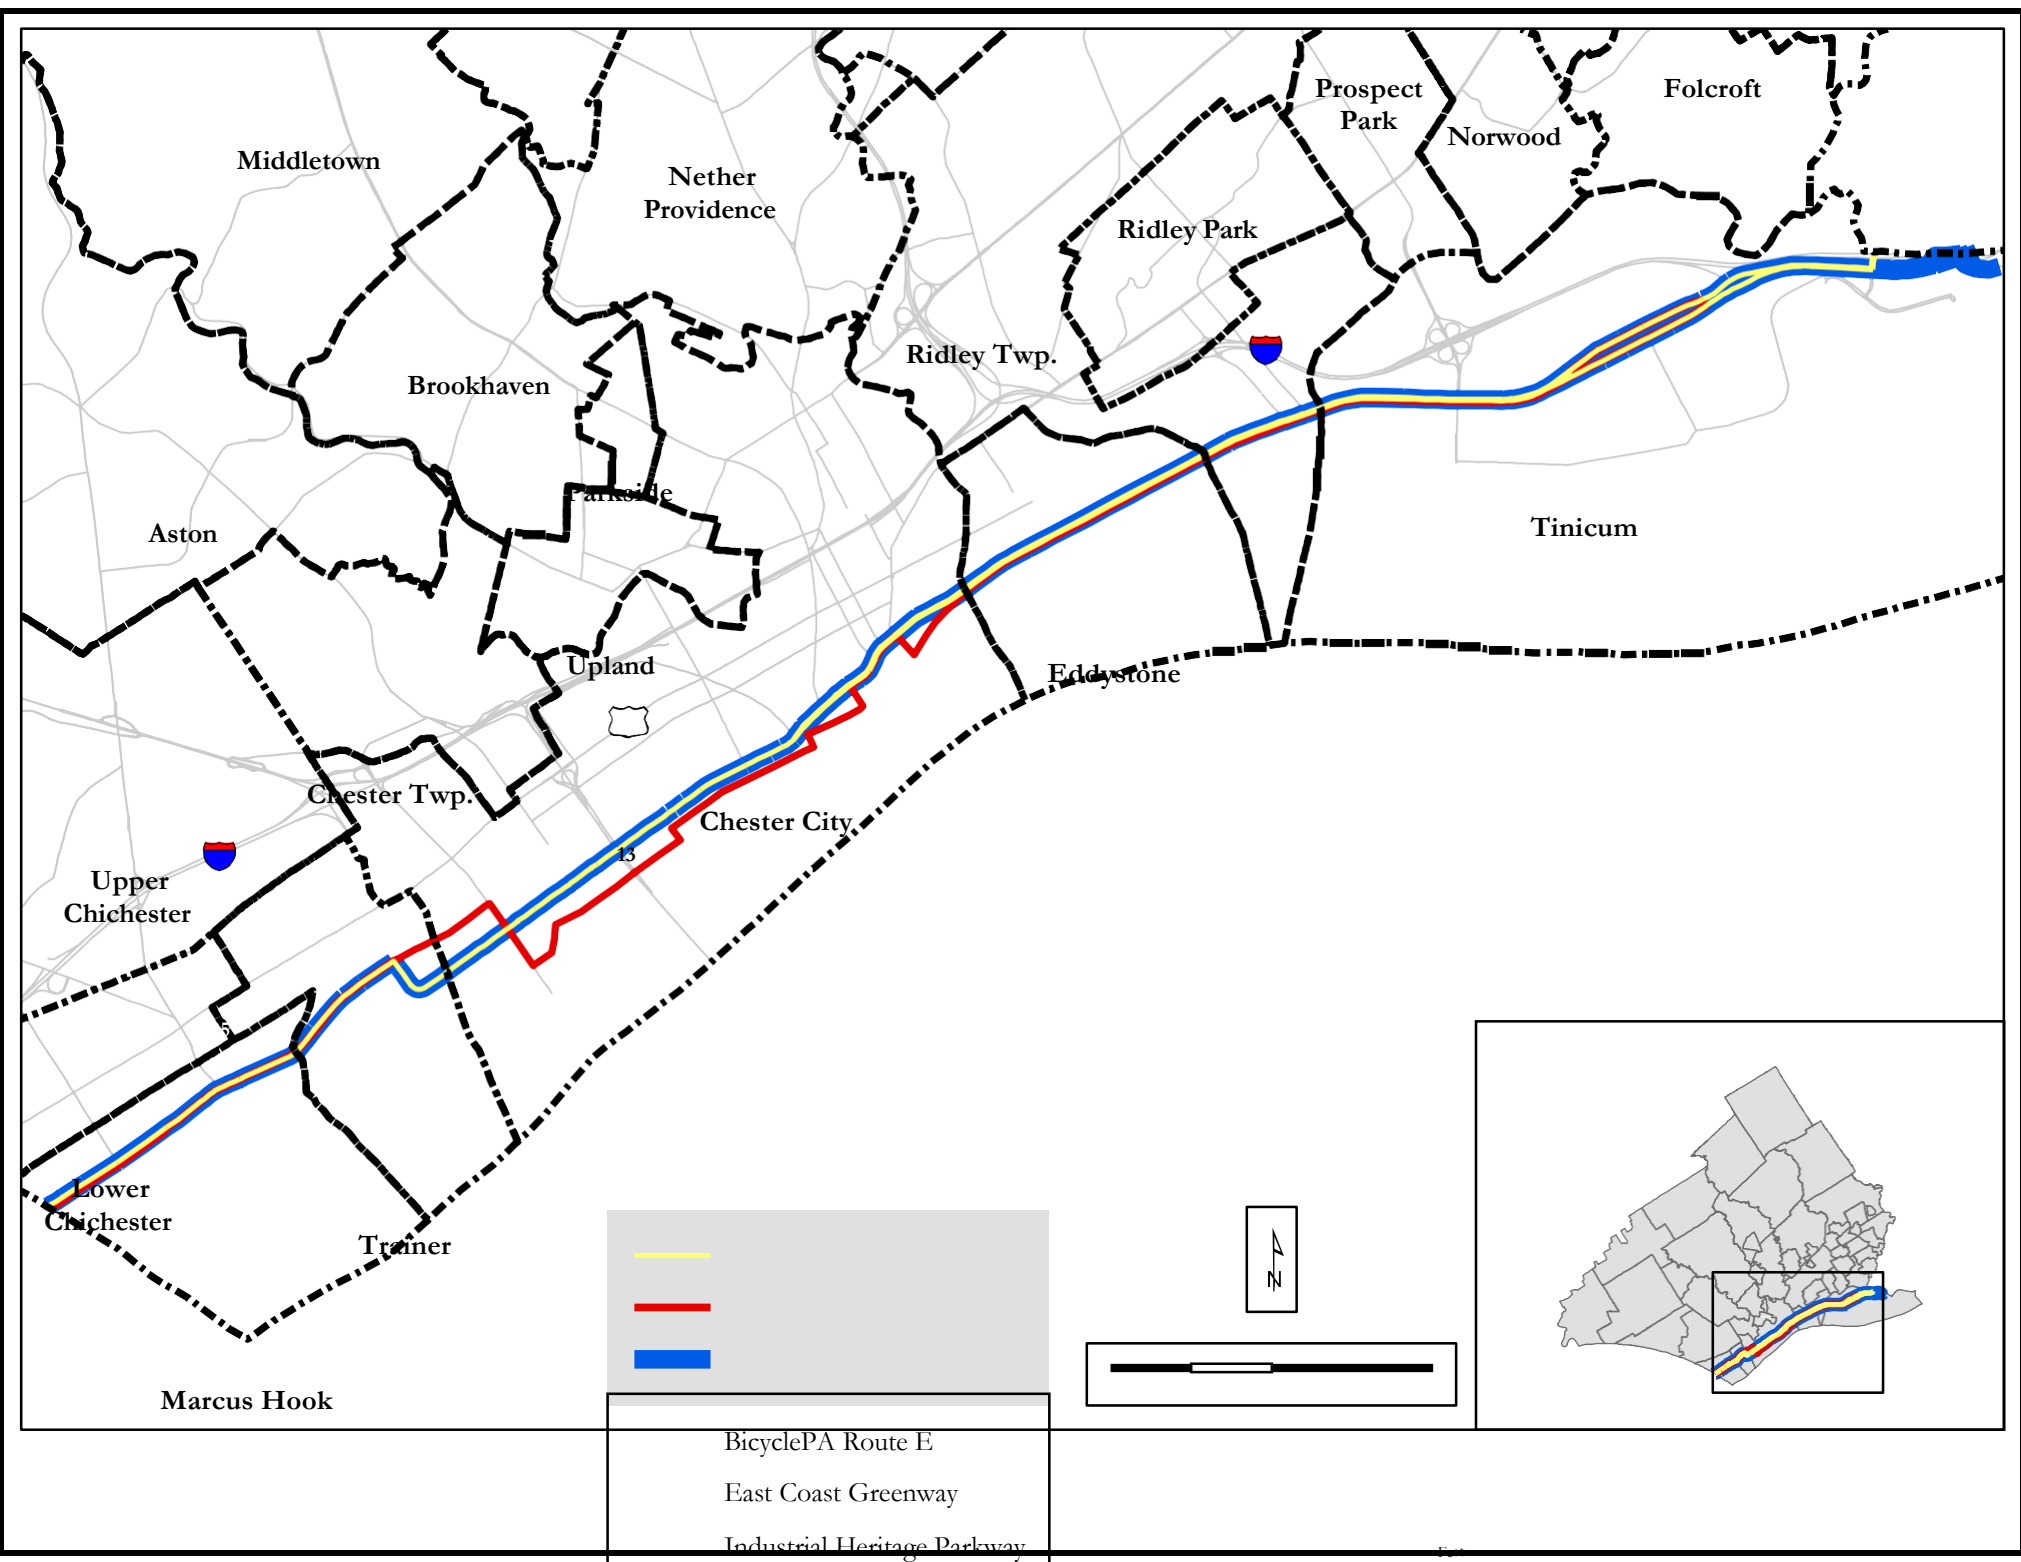 Prospect
Park
Folcroft
Norwood
Middletown
Nether
Providence
Ridley Park
Ridley Twp.
Brookhaven
Parkside
Aston
Tinicum
Upland
Eddystone
Chester Twp.
Chester City
13
Upper
Chichester
Lower
Chichester
Trainer
N
Marcus Hook
BicyclePA Route E
East Coast Greenway
Industrial Heritage Parkway